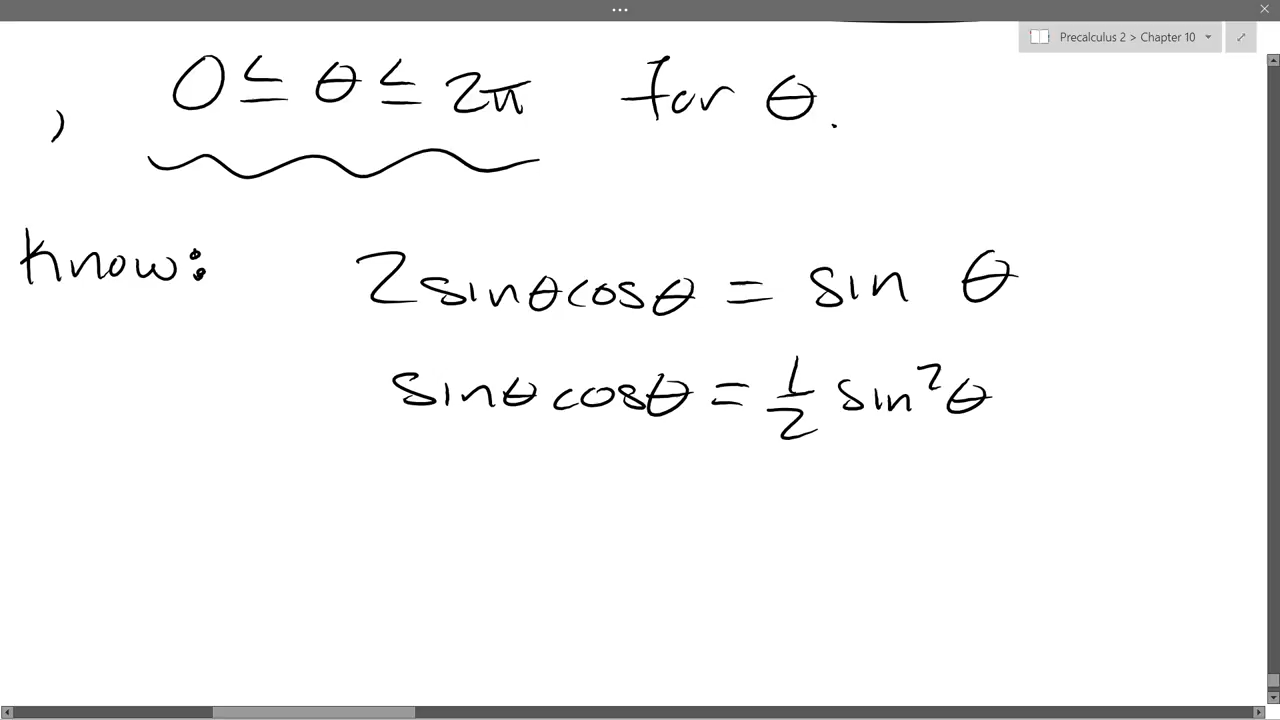 Precalculus 2 > Chapter 10
, 0 ≤ θ ≤ 2π for θ.
Know: 2sinθcosθ = sin θ
sinθcosθ = 1/2 sin²θ